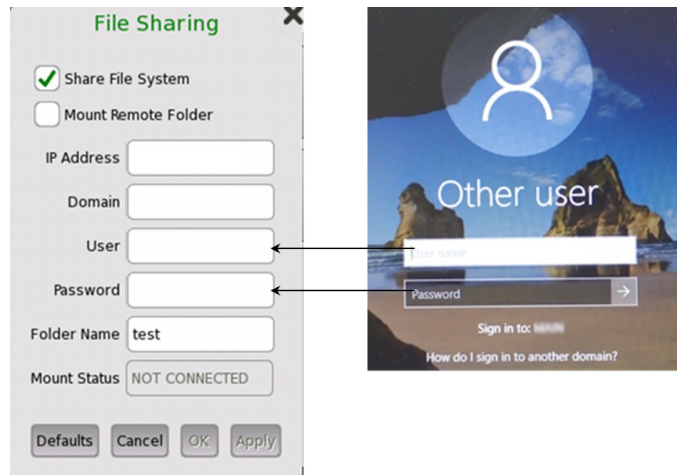 File Sharing
Share File System
Mount Remote Folder
IP Address
Domain
User
Password
Folder Name test
Mount Status NOT CONNECTED
Defaults Cancel OK Apply
Other user
User name
Password
Sign in to:
How do I sign in to another domain?